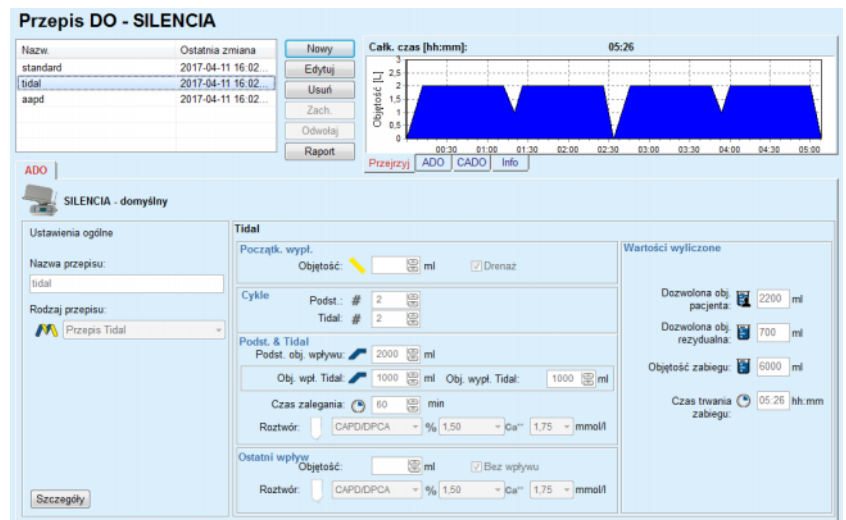 Przepis DO - SILENCIA
Nazw. Ostatnia zmiana
standard 2017-04-11 16:02...
tidal 2017-04-11 16:02...
aapd 2017-04-11 16:02...
Nowy
Edytuj
Usuń
Zach.
Odwołaj
Raport
Całk. czas [hh:mm]: 05:26
Objętość [L]
3
2,5
2
1,5
1
0,5
0
00:30 01:00 01:30 02:00 02:30 03:00 03:30 04:00 04:30 05:00
Przejrzyj ADO CADO Info
ADO
SILENCIA - domyślny
Ustawienia ogólne
Nazwa przepisu:
tidal
Rodzaj przepisu:
Przepis Tidal
Szczegóły
Tidal
Początk. wypł.
Objętość: ml Drenaż
Cykle
Podst.: # 2
Tidal: # 2
Podst. & Tidal
Podst. obj. wpływu: 2000 ml
Obj. wpł. Tidal: 1000 ml Obj. wypł. Tidal: 1000 ml
Czas zalegania: 60 min
Roztwór: CAPD/DPCA % 1,50 Ca⁺⁺ 1,75 mmol/l
Ostatni wpływ
Objętość: ml Bez wpływu
Roztwór: CAPD/DPCA % 1,50 Ca⁺⁺ 1,75 mmol/l
Wartości wyliczone
Dozwolona obj.
pacjenta: 2200 ml
Dozwolona obj.
rezydualna: 700 ml
Objętość zabiegu: 6000 ml
Czas trwania
zabiegu: 05:26 hh:mm